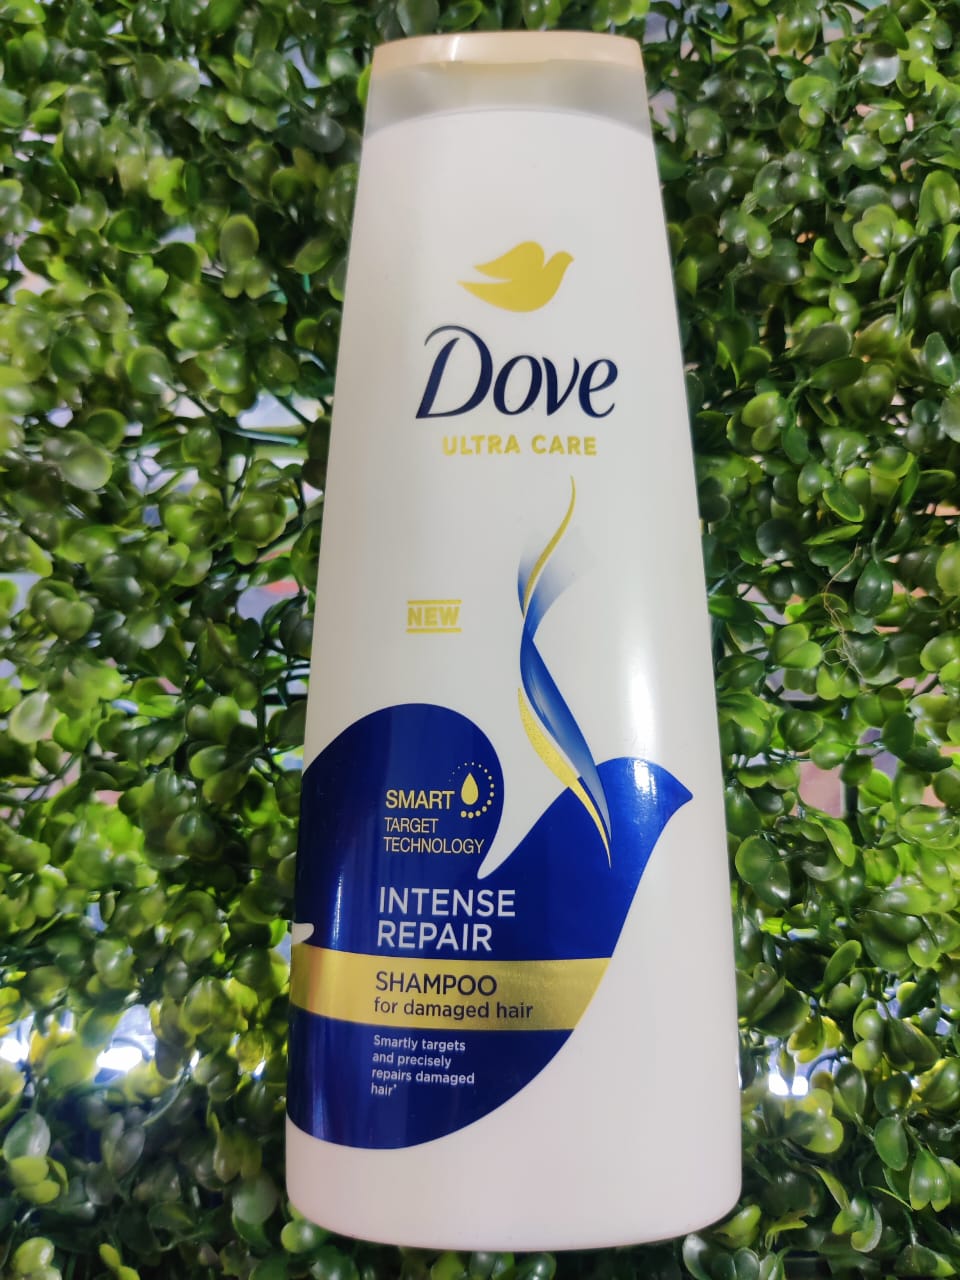 Dove
ULTRA CARE
NEW
SMART
TARGET
TECHNOLOGY
INTENSE
REPAIR
SHAMPOO
for damaged hair
Smartly targets
and precisely
repairs damaged
hair*